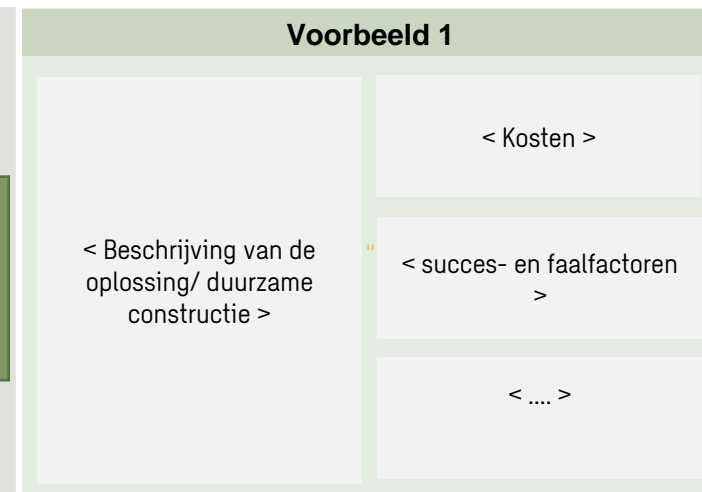 Voorbeeld 1
< Beschrijving van de
oplossing/ duurzame
constructie >
< Kosten >
"
< succes- en faalfactoren
>
< .... >